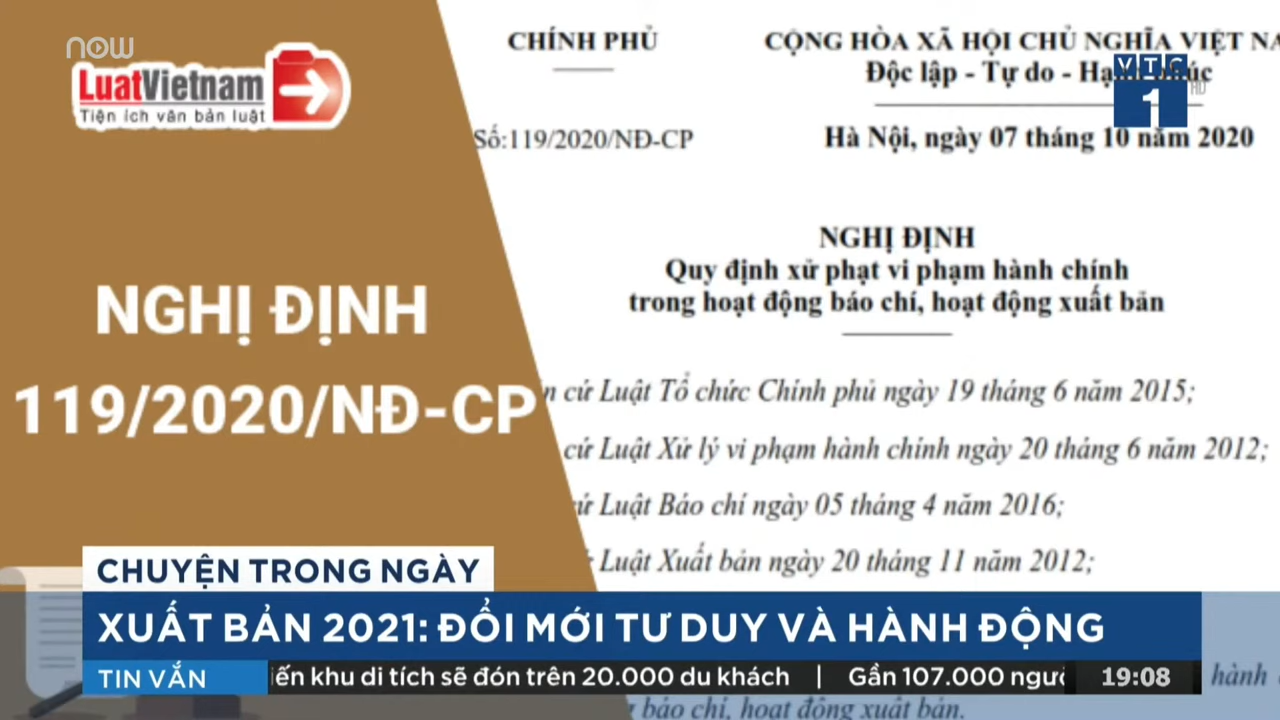 now
LuatVietnam
Tiện ích văn bản luật
CHÍNH PHỦ
CỘNG HÒA XÃ HỘI CHỦ NGHĨA VIỆT
Độc lập - Tự do -
Số:119/2020/NĐ-CP
Hà Nội, ngày 07 tháng 10 năm 2020
VTC
1
HD
NGHỊ ĐỊNH
Quy định xử phạt vi phạm hành chính
trong hoạt động báo chí, hoạt động xuất bản
NGHỊ ĐỊNH
119/2020/NĐ-CP
cứ Luật Tổ chức Chính phủ ngày 19 tháng 6 năm 2015;
cứ Luật Xử lý vi phạm hành chính ngày 20 tháng 6 năm 2012;
Luật Báo chí ngày 05 tháng 4 năm 2016;
Luật Xuất bản ngày 20 tháng 11 năm 2012;
CHUYỆN TRONG NGÀY
XUẤT BẢN 2021: ĐỔI MỚI TƯ DUY VÀ HÀNH ĐỘNG
TIN VẮN
khu di tích sẽ đón trên 20.000 du khách | Gần 107.000
19:08
hành
báo chí, hoạt động xuất bản.